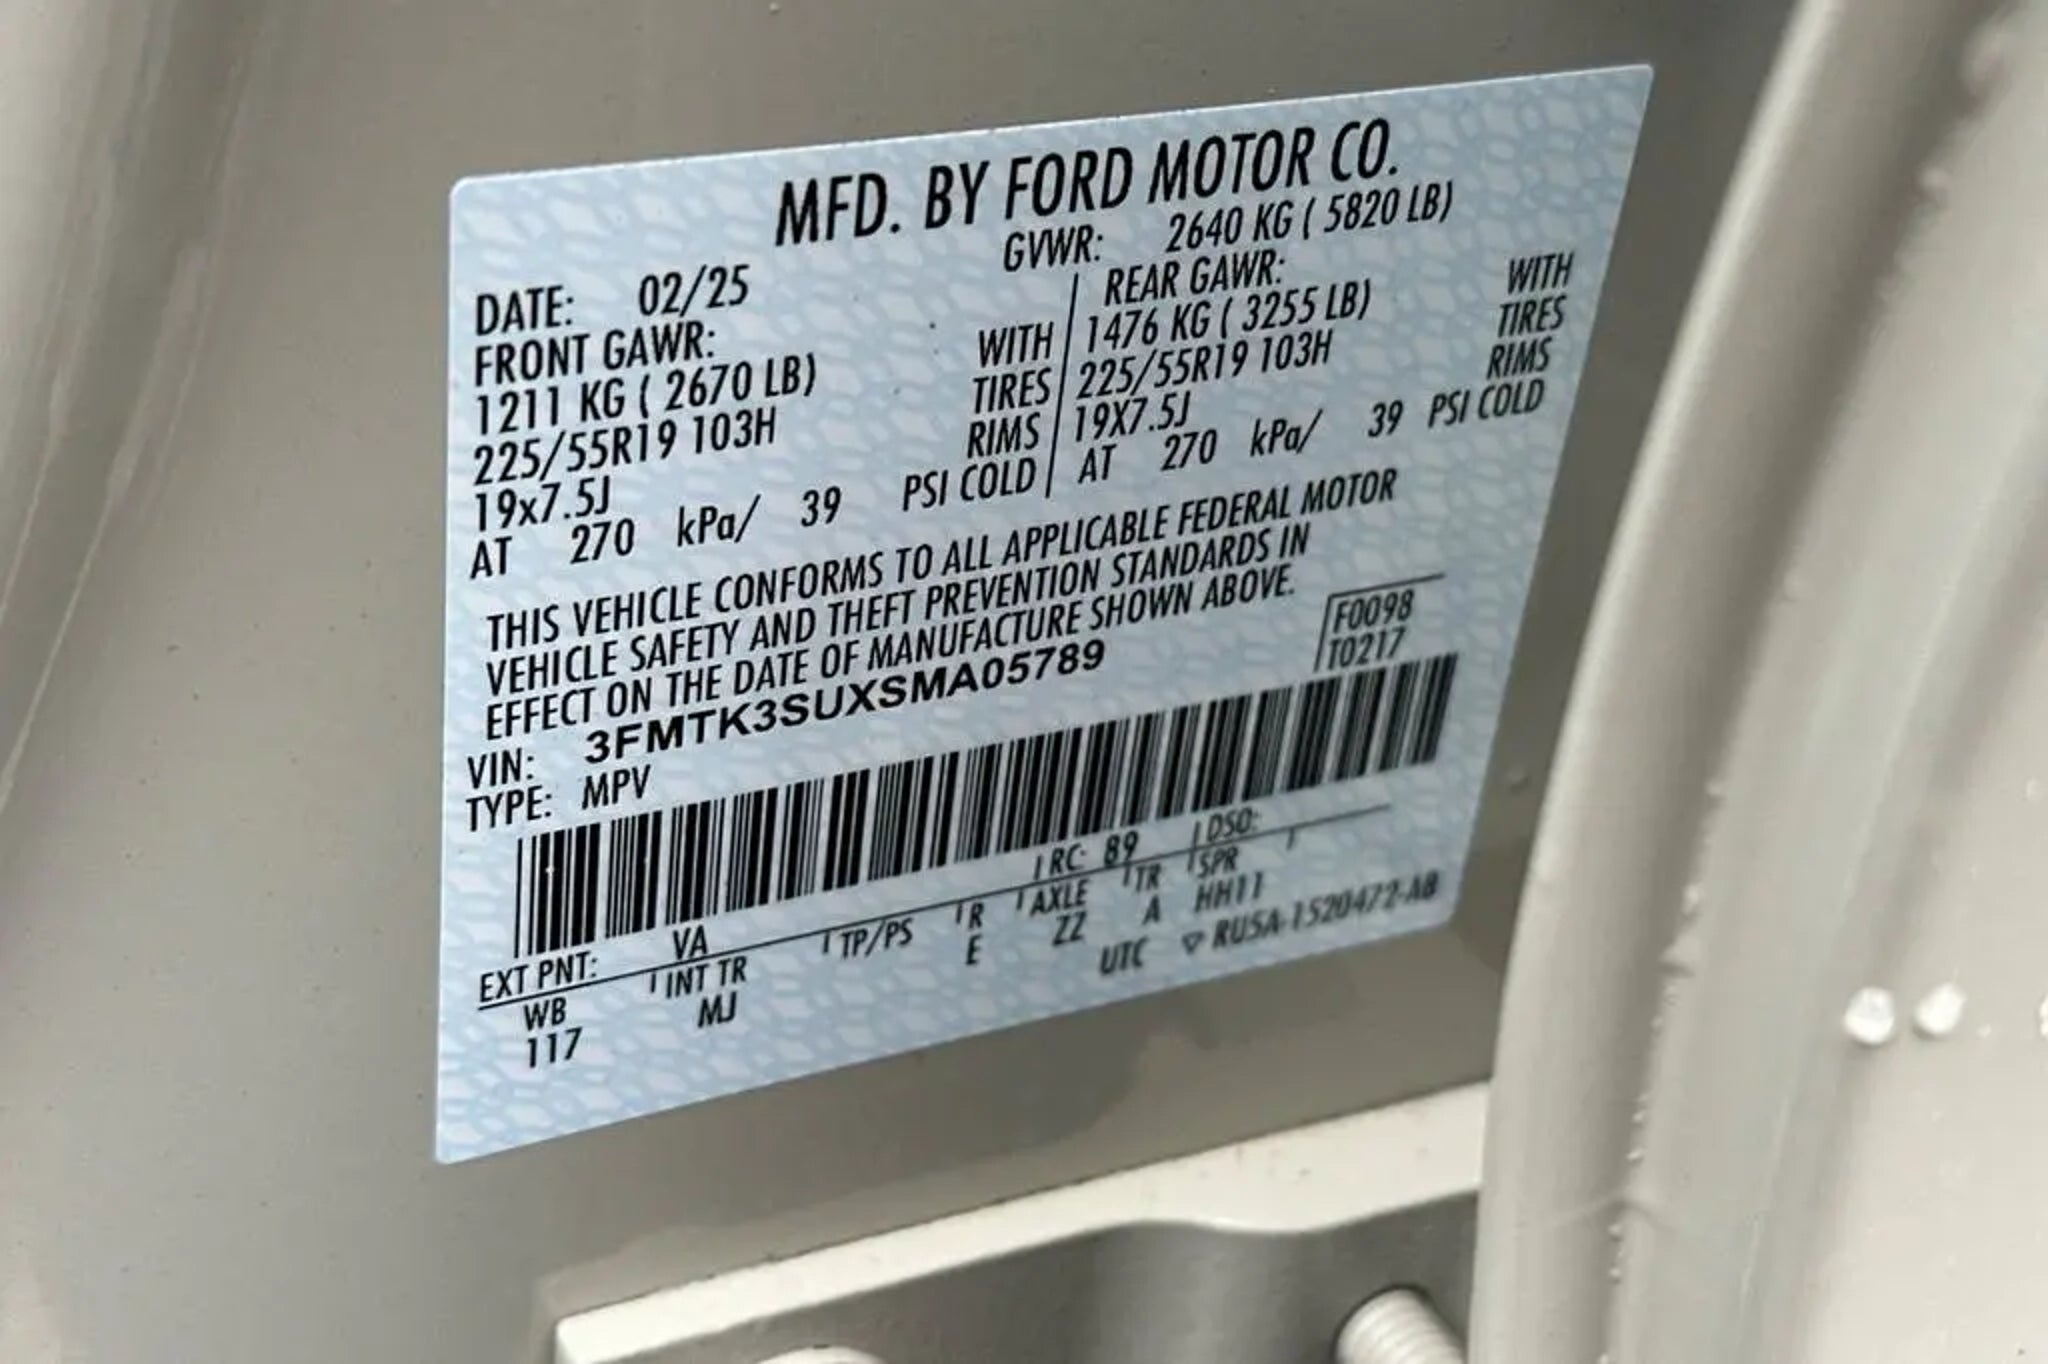 MFD. BY FORD MOTOR CO.
DATE: 02/25
GVWR: 2640 KG ( 5820 LB)
FRONT GAWR:
1211 KG ( 2670 LB) WITH
225/55R19 103H TIRES
19x7.5J RIMS
AT 270 kPa/ 39 PSI COLD
REAR GAWR:
1476 KG ( 3255 LB) WITH
225/55R19 103H TIRES
19X7.5J RIMS
AT 270 kPa/ 39 PSI COLD
THIS VEHICLE CONFORMS TO ALL APPLICABLE FEDERAL MOTOR
VEHICLE SAFETY AND THEFT PREVENTION STANDARDS IN
EFFECT ON THE DATE OF MANUFACTURE SHOWN ABOVE.
F0098
T0217
VIN: 3FMTK3SUXSMA05789
TYPE: MPV
EXT PNT: VA RC: 89 DSO:
WB INT TR TP/PS R AXLE TR SPR
117 MJ E ZZ A HH11
UTC ▽ RU5A-1520472-AB